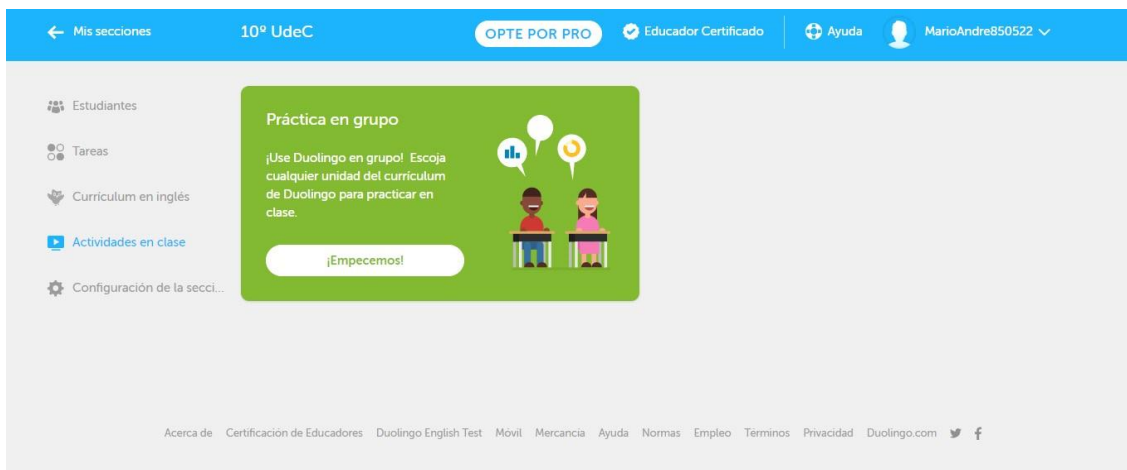 Mis secciones
10º UdeC
OPTE POR PRO
Educador Certificado
Ayuda
MarioAndre850522
Estudiantes
Tareas
Currículum en inglés
Actividades en clase
Configuración de la secci...
Práctica en grupo
¡Use Duolingo en grupo! Escoja
cualquier unidad del currículum
de Duolingo para practicar en
clase.
¡Empecemos!
Acerca de Certificación de Educadores Duolingo English Test Móvil Mercancia Ayuda Normas Empleo Términos Privacidad Duolingo.com